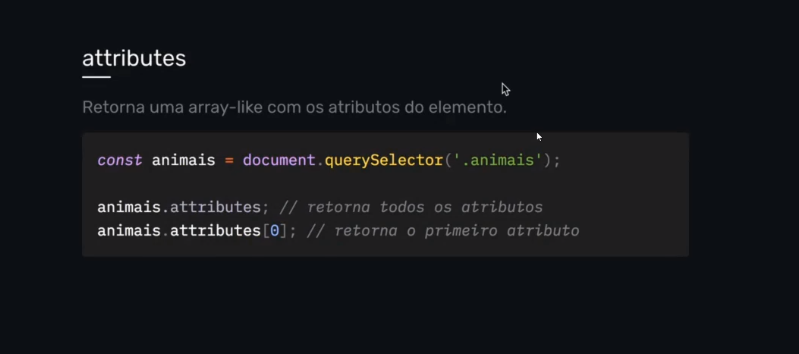 attributes
Retorna uma array-like com os atributos do elemento.
const animais = document.querySelector('.animais');
animais.attributes; // retorna todos os atributos
animais.attributes[0]; // retorna o primeiro atributo